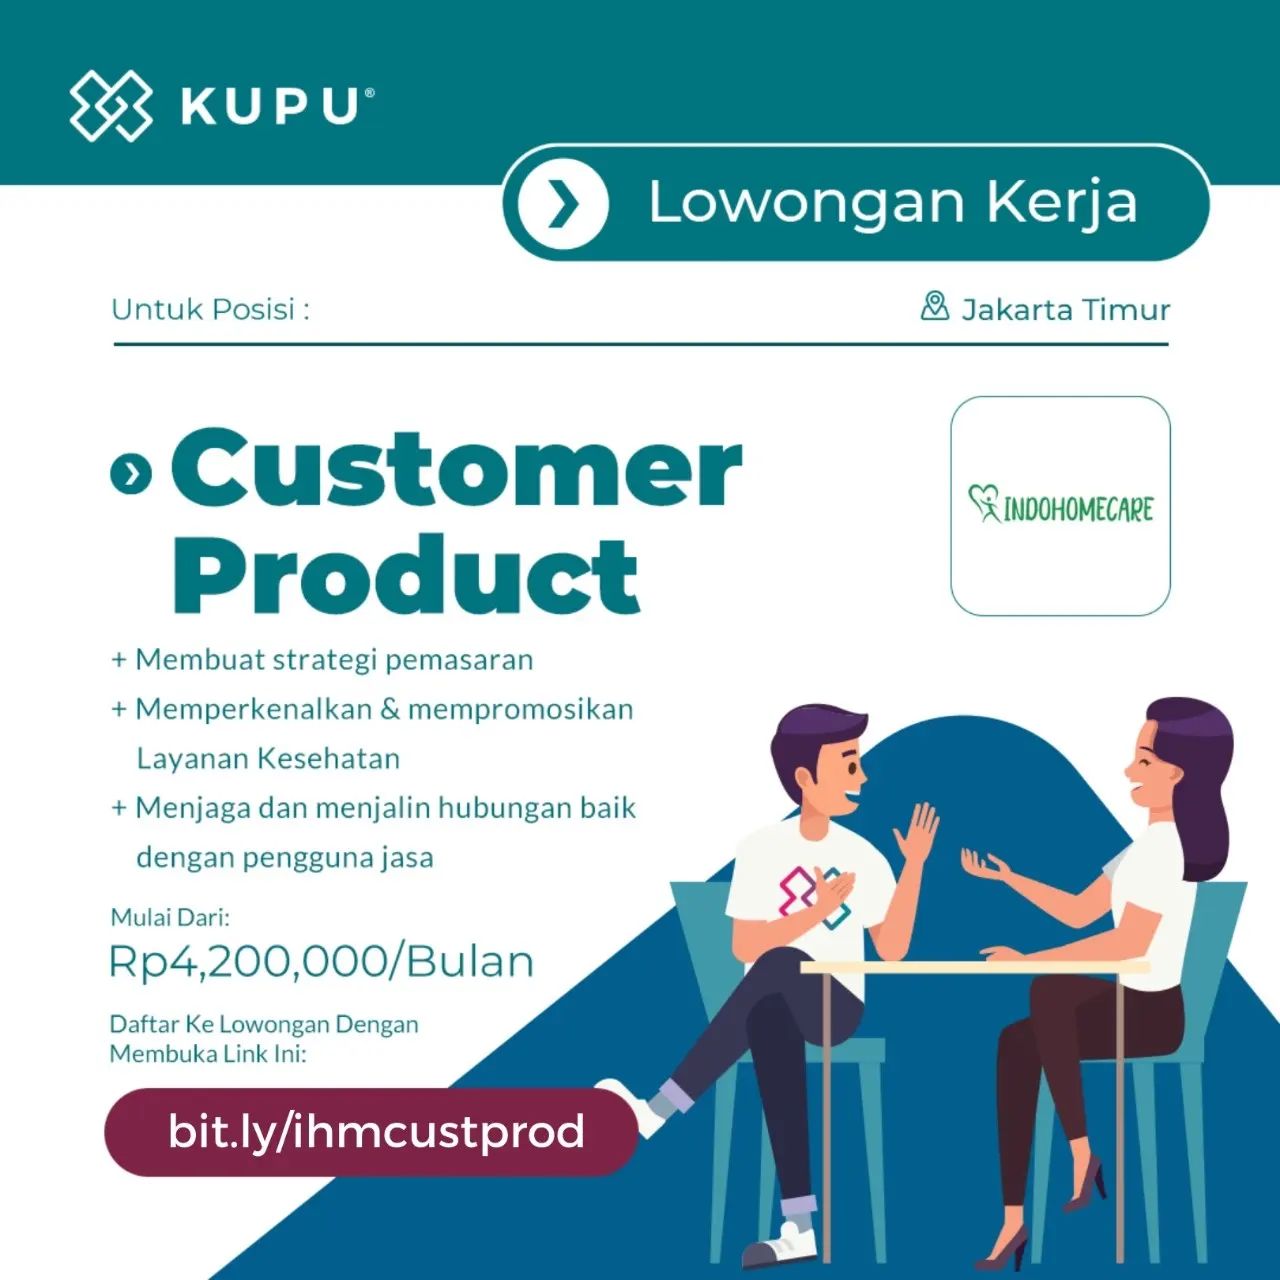 KUPU®
Lowongan Kerja
Untuk Posisi :
Jakarta Timur
Customer
Product
INDOHOMECARE
+ Membuat strategi pemasaran
+ Memperkenalkan & mempromosikan
Layanan Kesehatan
+ Menjaga dan menjalin hubungan baik
dengan pengguna jasa
Mulai Dari:
Rp4,200,000/Bulan
Daftar Ke Lowongan Dengan
Membuka Link Ini:
bit.ly/ihmcustprod